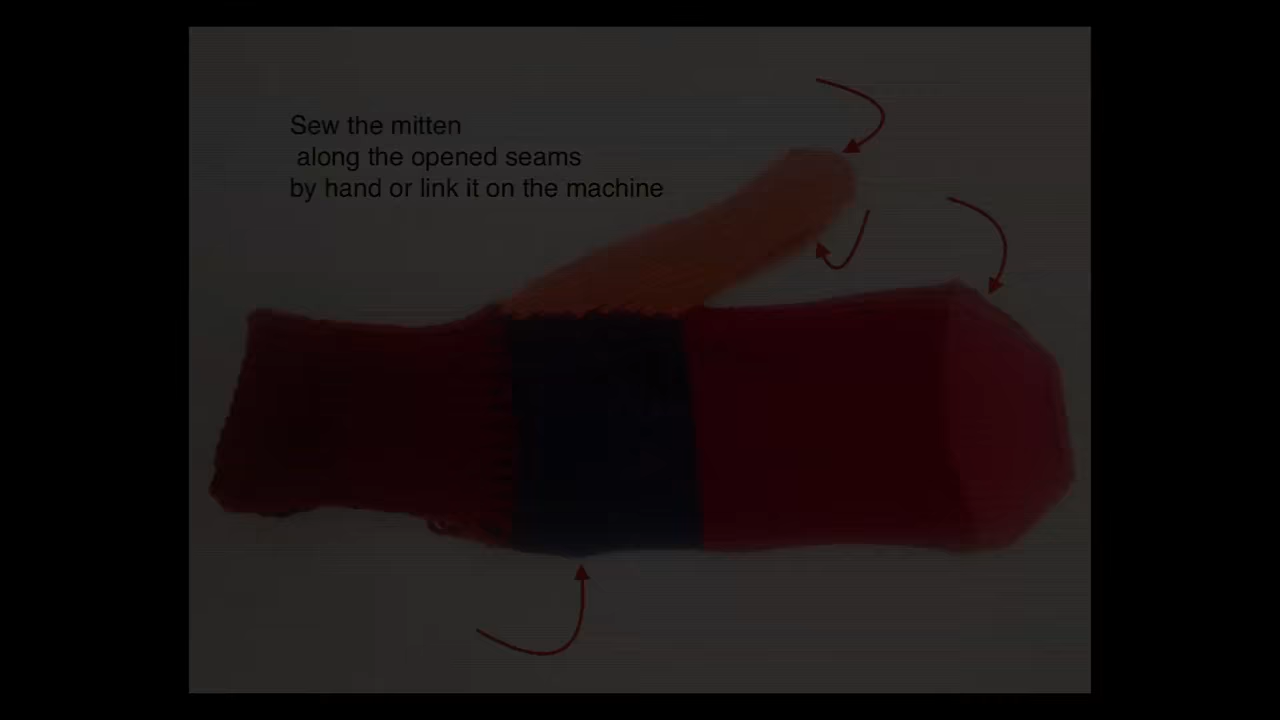 Sew the mitten
along the opened seams
by hand or link it on the machine